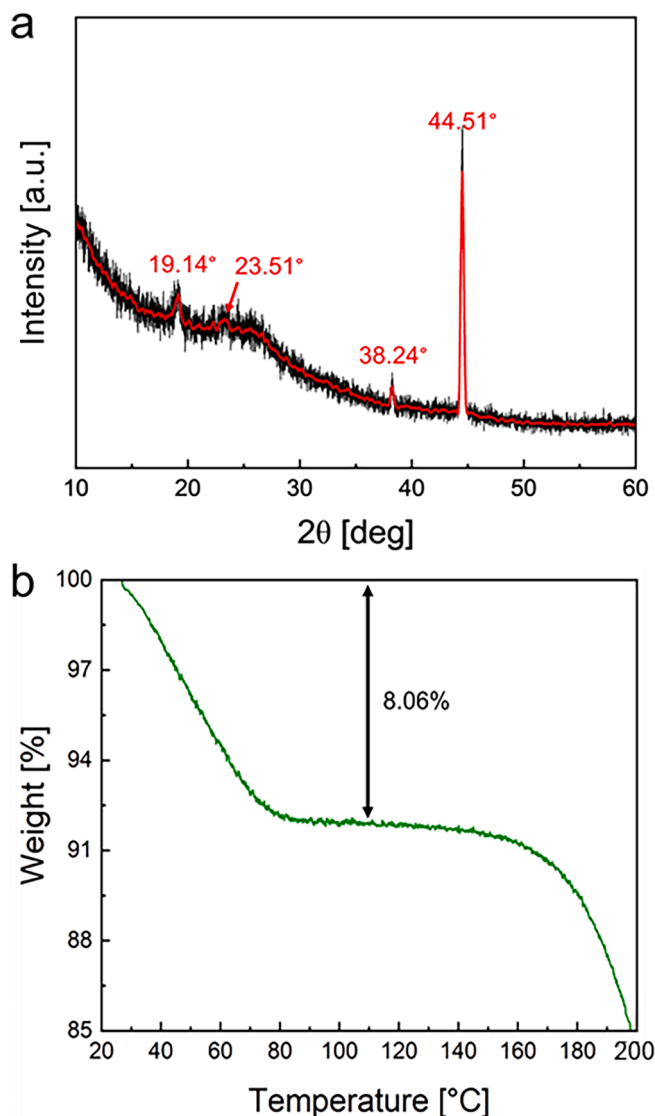 a
Intensity [a.u.]
44.51°
19.14°
23.51°
38.24°
10 20 30 40 50 60
2θ [deg]
b
Weight [%]
100
97
94
91
88
85
8.06%
20 40 60 80 100 120 140 160 180 200
Temperature [°C]